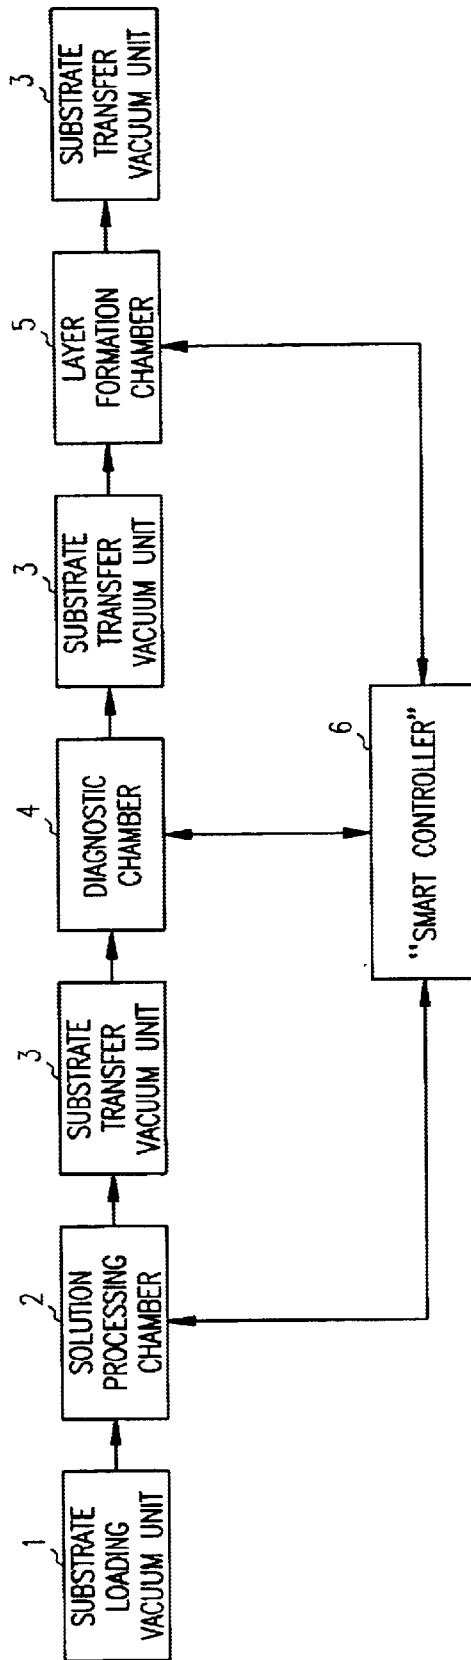 1
SUBSTRATE
LOADING
VACUUM UNIT
2
SOLUTION
PROCESSING
CHAMBER
3
SUBSTRATE
TRANSFER
VACUUM UNIT
4
DIAGNOSTIC
CHAMBER
3
SUBSTRATE
TRANSFER
VACUUM UNIT
5
LAYER
FORMATION
CHAMBER
3
SUBSTRATE
TRANSFER
VACUUM UNIT
6
"SMART CONTROLLER"